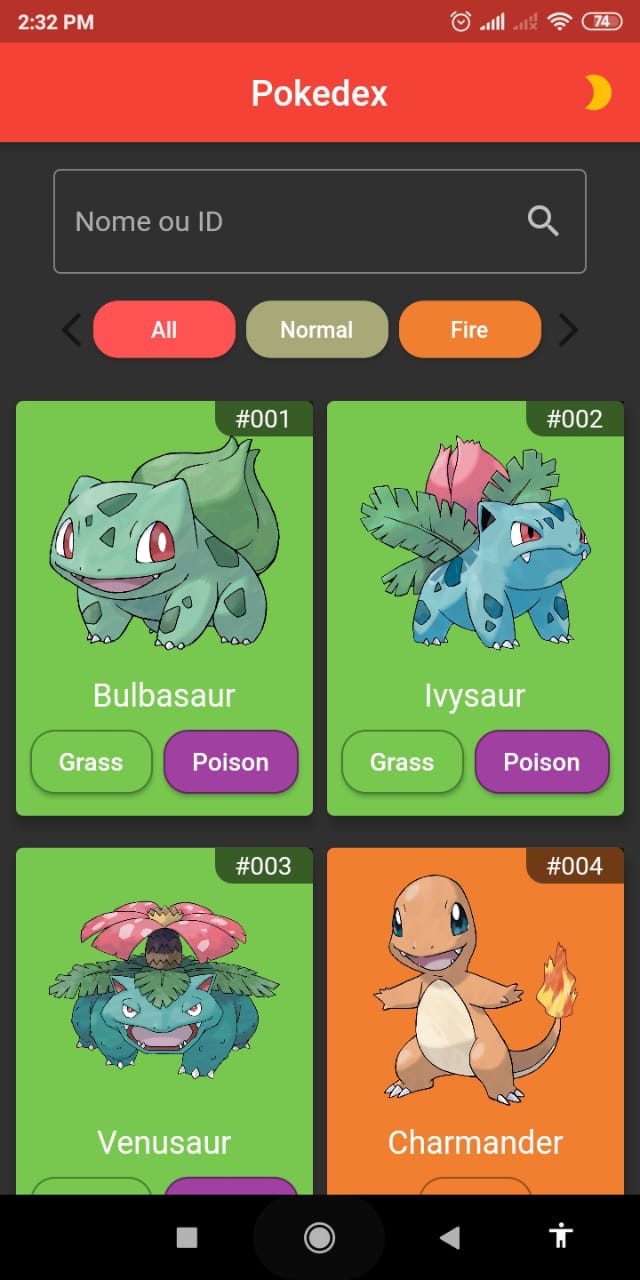 2:32 PM 74
Pokedex
Nome ou ID
All Normal Fire
#001 #002
Bulbasaur Ivysaur
Grass Poison Grass Poison
#003 #004
Venusaur Charmander